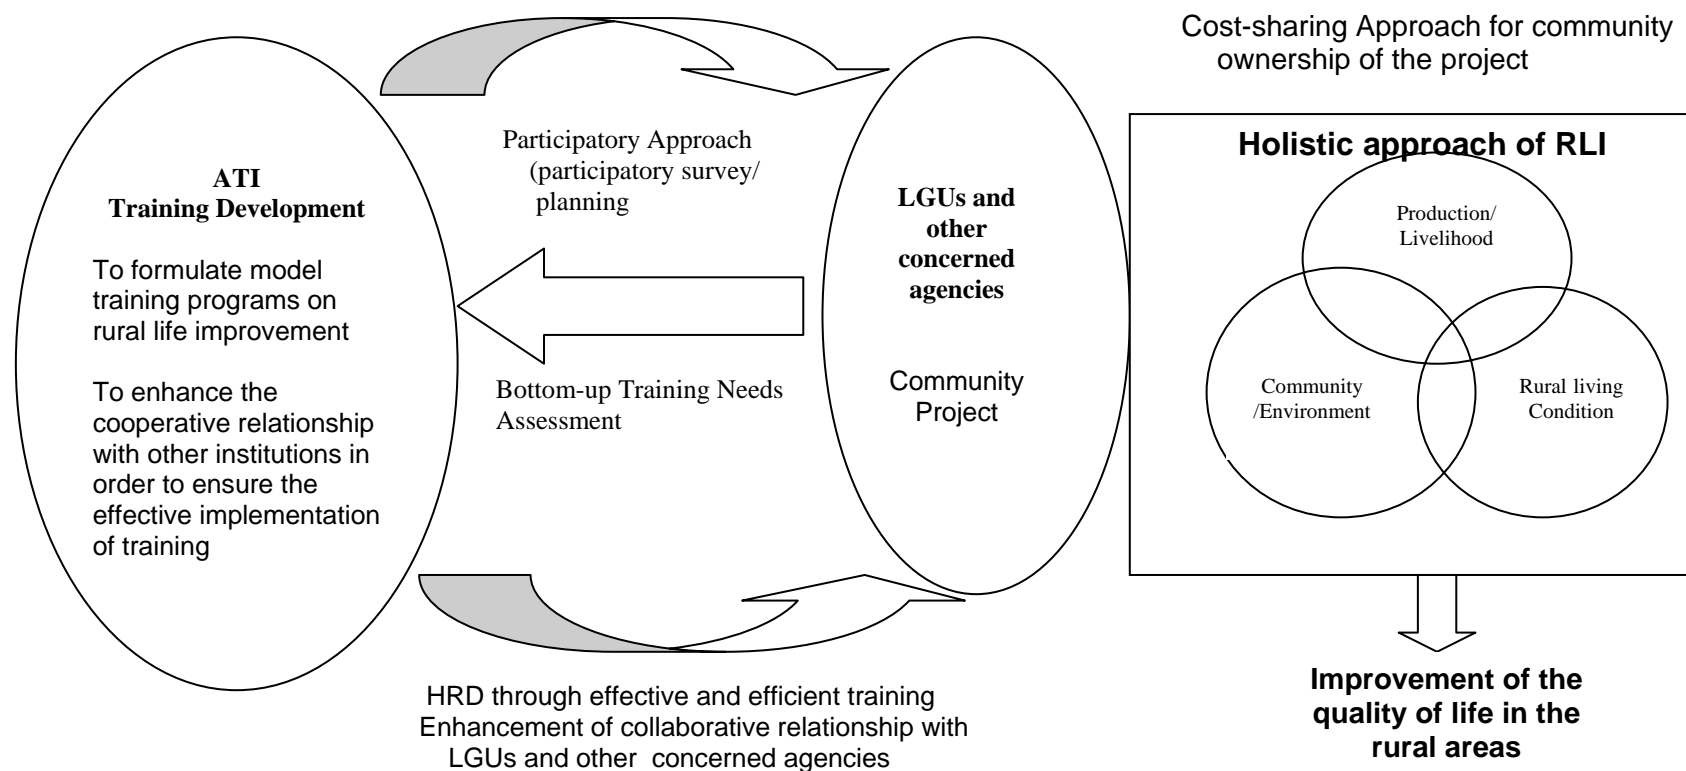 Cost-sharing Approach for community
ownership of the project
ATI
Training Development
To formulate model
training programs on
rural life improvement
To enhance the
cooperative relationship
with other institutions in
order to ensure the
effective implementation
of training
Participatory Approach
(participatory survey/
planning
Bottom-up Training Needs
Assessment
HRD through effective and efficient training
Enhancement of collaborative relationship with
LGUs and other concerned agencies
LGUs and
other
concerned
agencies
Community
Project
Holistic approach of RLI
Production/
Livelihood
Community
/Environment
Rural living
Condition
Improvement of the
quality of life in the
rural areas